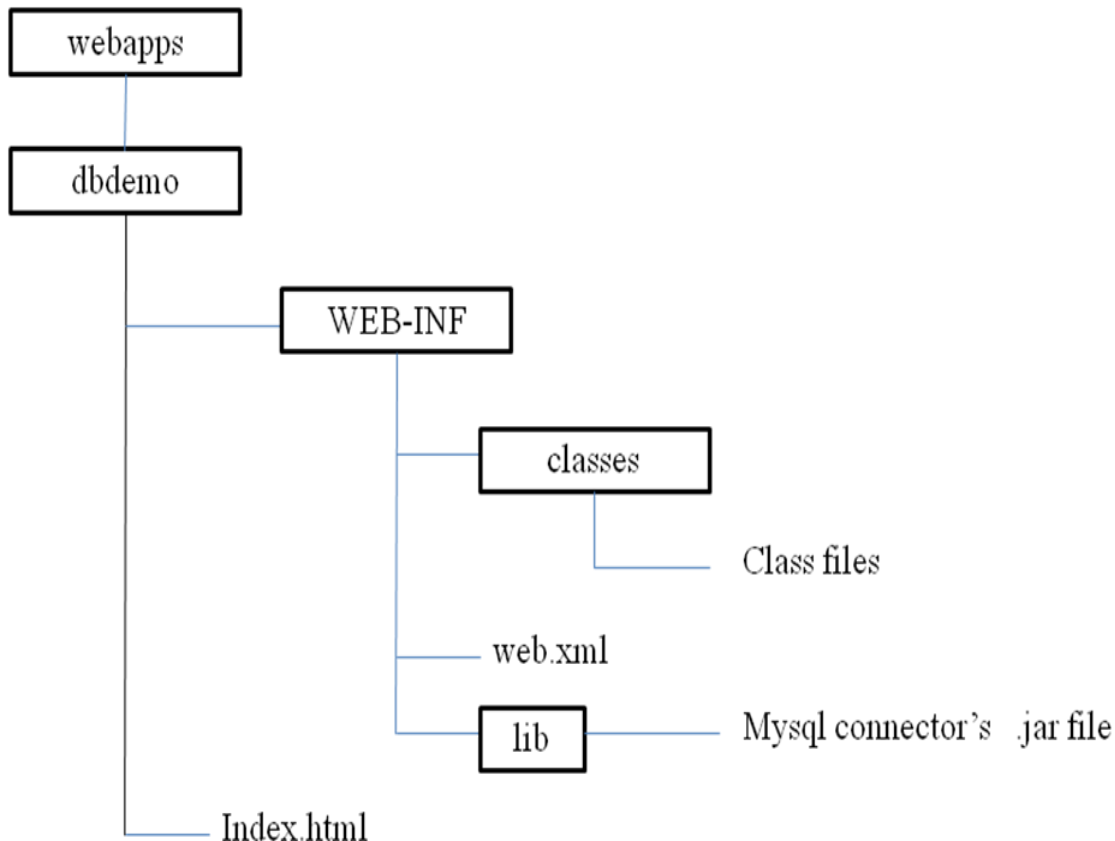 webapps
dbdemo
WEB-INF
classes
Class files
web.xml
lib
Mysql connector’s .jar file
Index.html